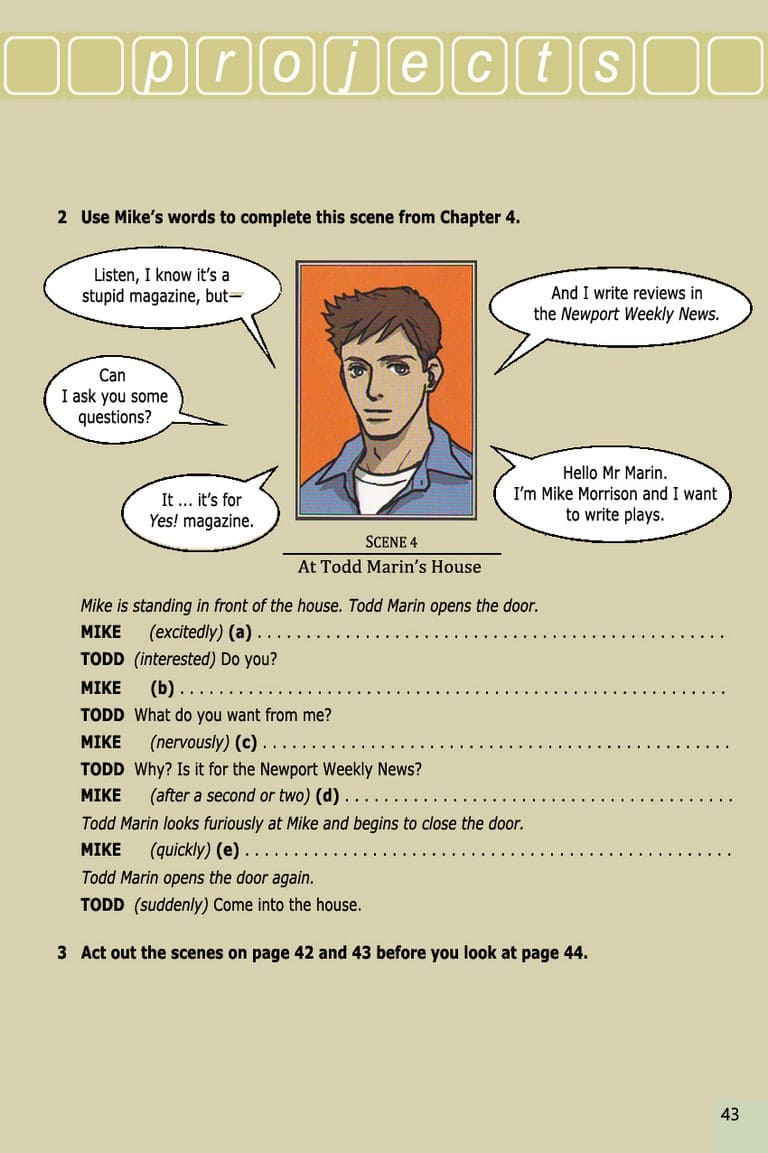 projects
2 Use Mike's words to complete this scene from Chapter 4.
Listen, I know it's a
stupid magazine, but—
And I write reviews in
the Newport Weekly News.
Can
I ask you some
questions?
It ... it's for
Yes! magazine.
Hello Mr Marin.
I'm Mike Morrison and I want
to write plays.
SCENE 4
At Todd Marin's House
Mike is standing in front of the house. Todd Marin opens the door.
MIKE (excitedly) (a) . . . . . . . . . . . . . . . . . . . . . . . . . . . . . . . . . . . . . . . . . . . . . . . .
TODD (interested) Do you?
MIKE (b) . . . . . . . . . . . . . . . . . . . . . . . . . . . . . . . . . . . . . . . . . . . . . . . . . . . . . . . .
TODD What do you want from me?
MIKE (nervously) (c) . . . . . . . . . . . . . . . . . . . . . . . . . . . . . . . . . . . . . . . . . . . . . . . .
TODD Why? Is it for the Newport Weekly News?
MIKE (after a second or two) (d) . . . . . . . . . . . . . . . . . . . . . . . . . . . . . . . . . . . . . . . .
Todd Marin looks furiously at Mike and begins to close the door.
MIKE (quickly) (e) . . . . . . . . . . . . . . . . . . . . . . . . . . . . . . . . . . . . . . . . . . . . . . . . . .
Todd Marin opens the door again.
TODD (suddenly) Come into the house.
3 Act out the scenes on page 42 and 43 before you look at page 44.
43